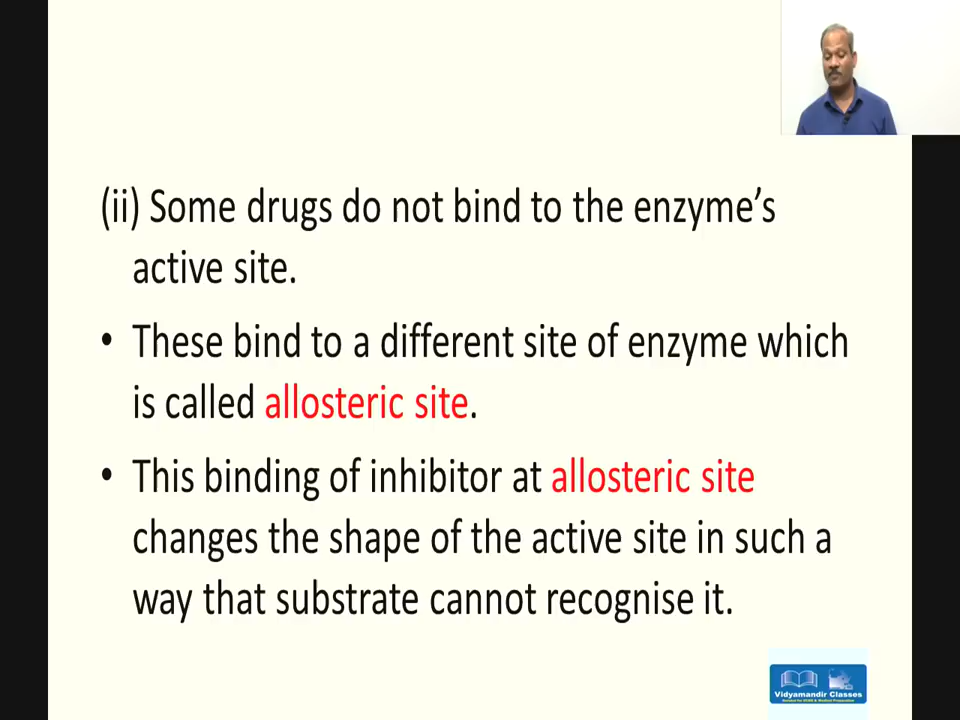 (ii) Some drugs do not bind to the enzyme’s
active site.
• These bind to a different site of enzyme which
is called allosteric site.
• This binding of inhibitor at allosteric site
changes the shape of the active site in such a
way that substrate cannot recognise it.
Vidyamandir Classes